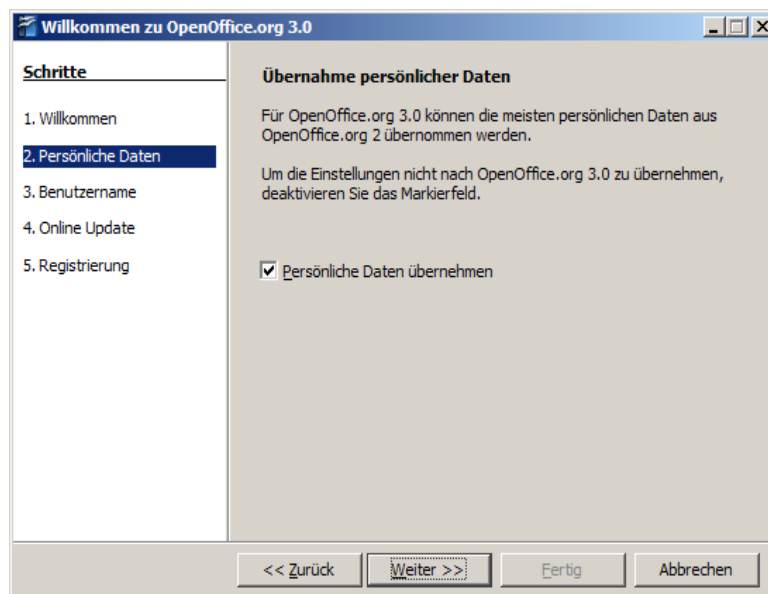 Willkommen zu OpenOffice.org 3.0
Schritte
1. Willkommen
2. Persönliche Daten
3. Benutzername
4. Online Update
5. Registrierung
Übernahme persönlicher Daten
Für OpenOffice.org 3.0 können die meisten persönlichen Daten aus
OpenOffice.org 2 übernommen werden.
Um die Einstellungen nicht nach OpenOffice.org 3.0 zu übernehmen,
deaktivieren Sie das Markierfeld.
Persönliche Daten übernehmen
<< Zurück
Weiter >>
Fertig
Abbrechen